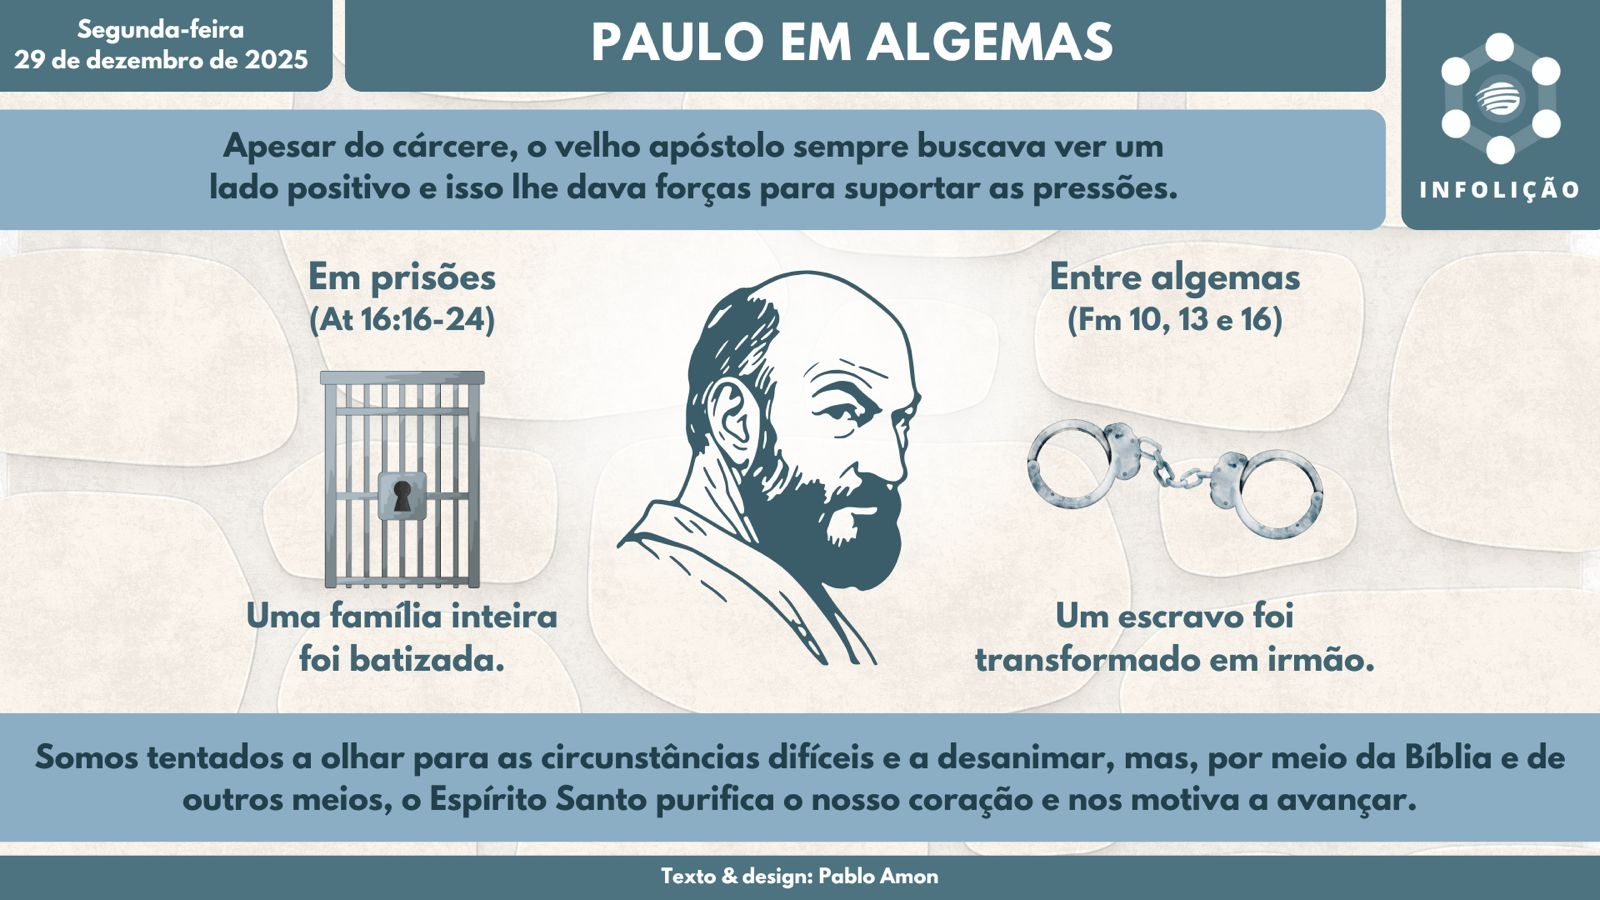 Segunda-feira
29 de dezembro de 2025
PAULO EM ALGEMAS
INFOLIÇÃO
Apesar do cárcere, o velho apóstolo sempre buscava ver um
lado positivo e isso lhe dava forças para suportar as pressões.
Em prisões
(At 16:16-24)
Uma família inteira
foi batizada.
Entre algemas
(Fm 10, 13 e 16)
Um escravo foi
transformado em irmão.
Somos tentados a olhar para as circunstâncias difíceis e a desanimar, mas, por meio da Bíblia e de
outros meios, o Espírito Santo purifica o nosso coração e nos motiva a avançar.
Texto & design: Pablo Amon